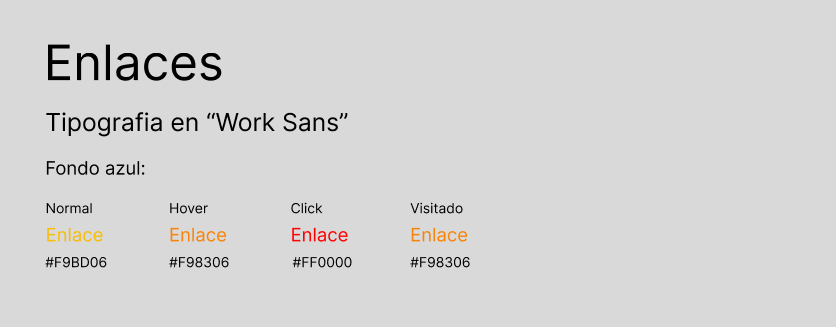 Enlaces
Tipografia en “Work Sans”
Fondo azul:
Normal Hover Click Visitado
Enlace Enlace Enlace Enlace
#F9BD06 #F98306 #FF0000 #F98306